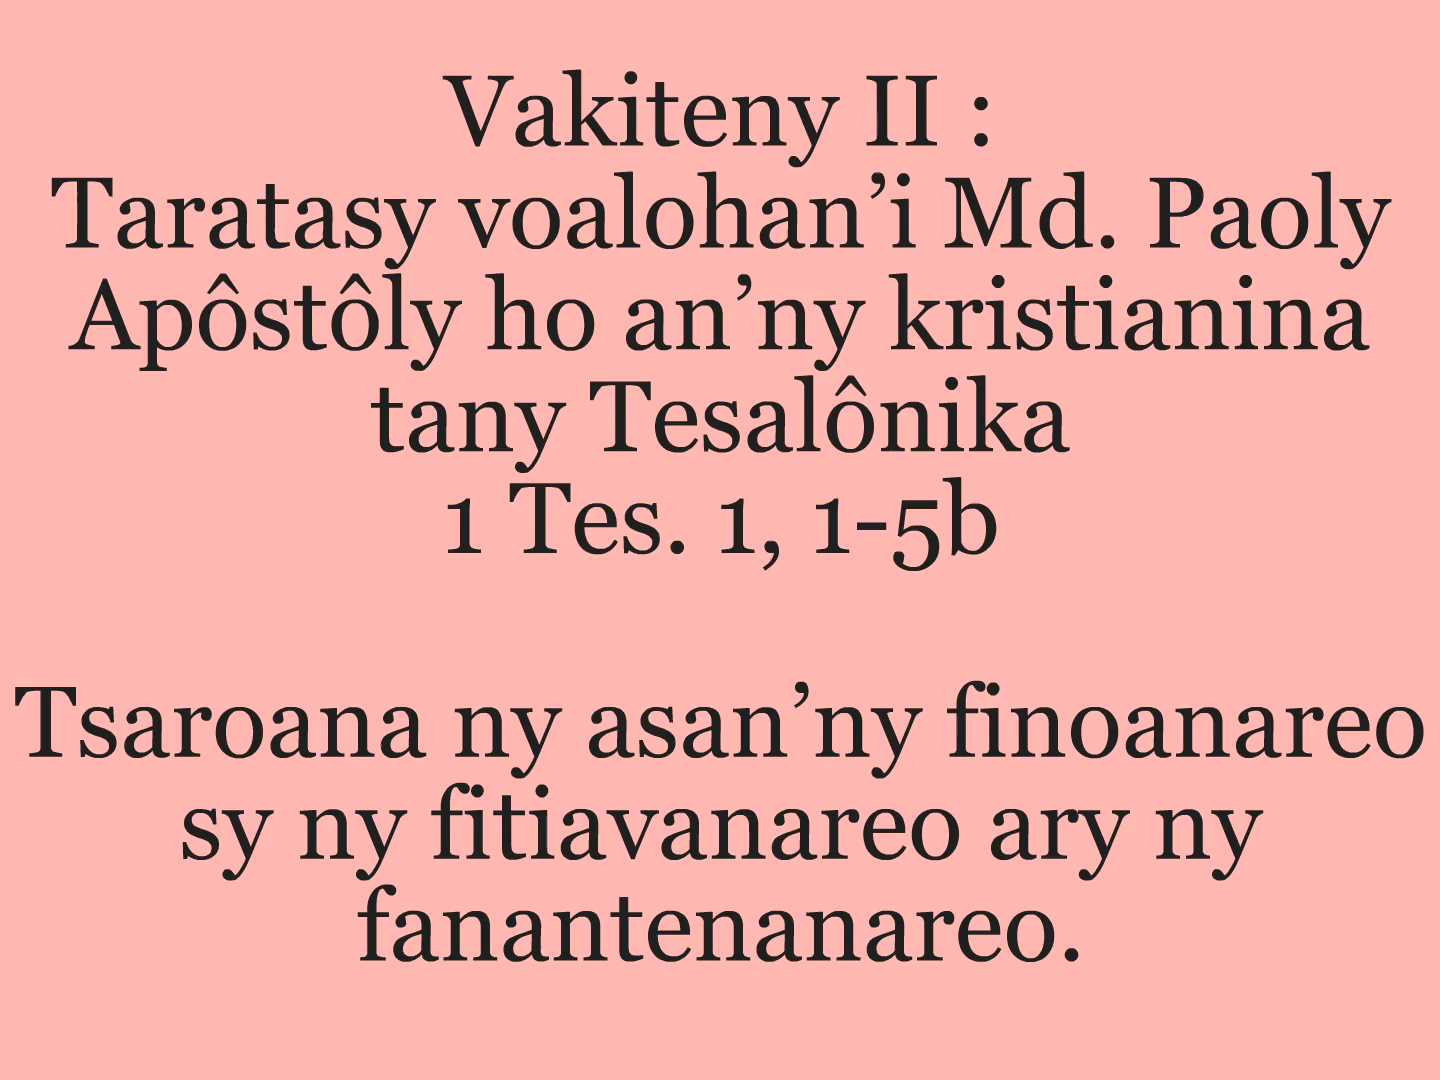 Vakiteny II :
Taratasy voalohan’i Md. Paoly
Apôstôly ho an’ny kristianina
tany Tesalônika
1 Tes. 1, 1-5b
Tsaroana ny asan’ny finoanareo
sy ny fitiavanareo ary ny
fanantenanareo.